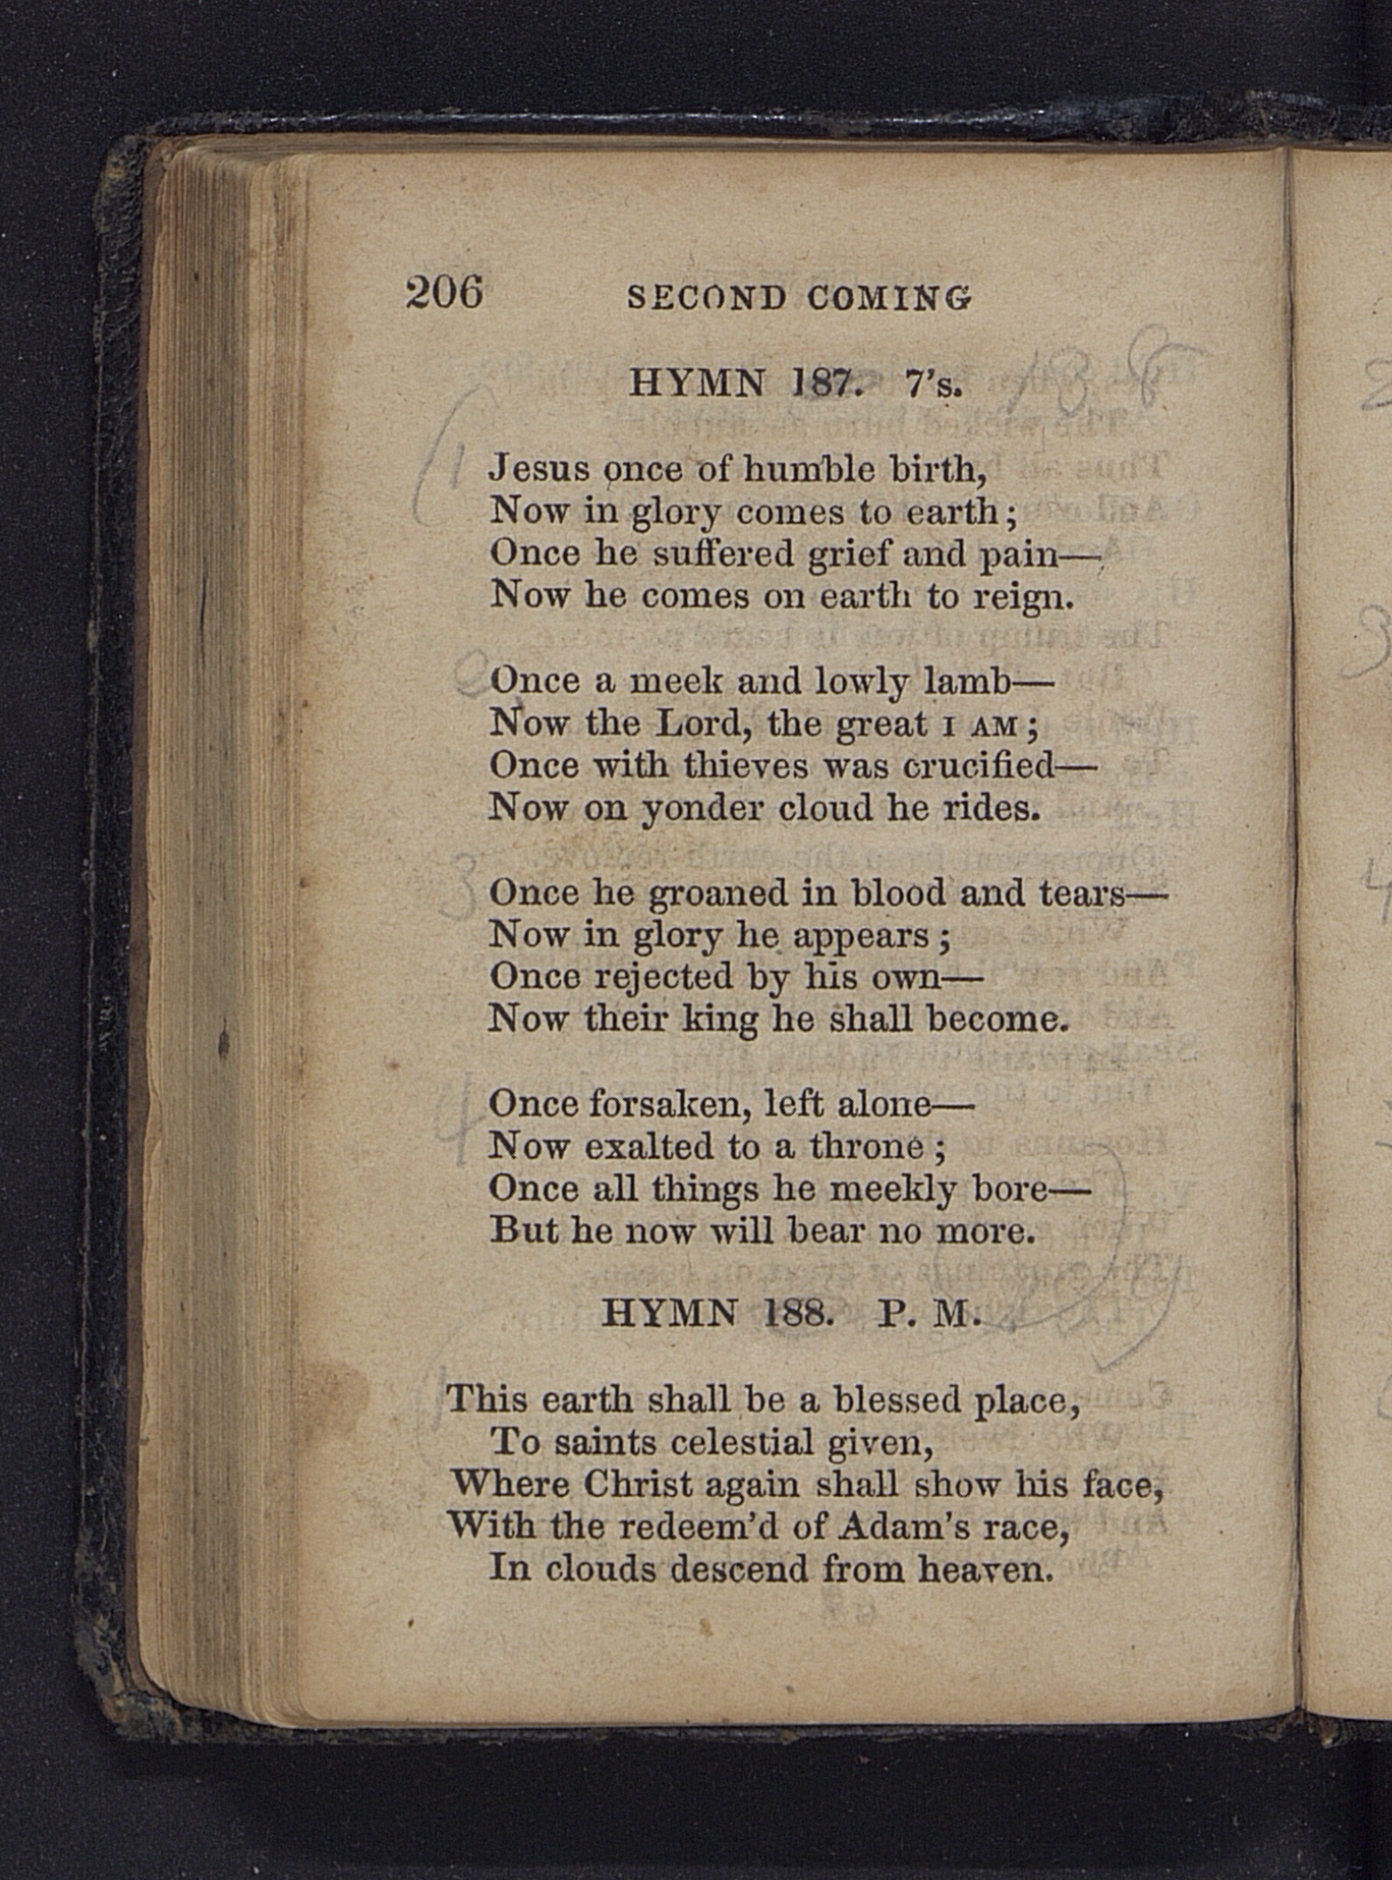 206 SECOND COMING
HYMN 187. 7's.
1 Jesus once of humble birth,
Now in glory comes to earth;
Once he suffered grief and pain—
Now he comes on earth to reign.
2 Once a meek and lowly lamb—
Now the Lord, the great I AM;
Once with thieves was crucified—
Now on yonder cloud he rides.
3 Once he groaned in blood and tears—
Now in glory he appears;
Once rejected by his own—
Now their king he shall become.
4 Once forsaken, left alone—
Now exalted to a throne;
Once all things he meekly bore—
But he now will bear no more.
HYMN 188. P. M.
This earth shall be a blessed place,
To saints celestial given,
Where Christ again shall show his face,
With the redeem'd of Adam's race,
In clouds descend from heaven.